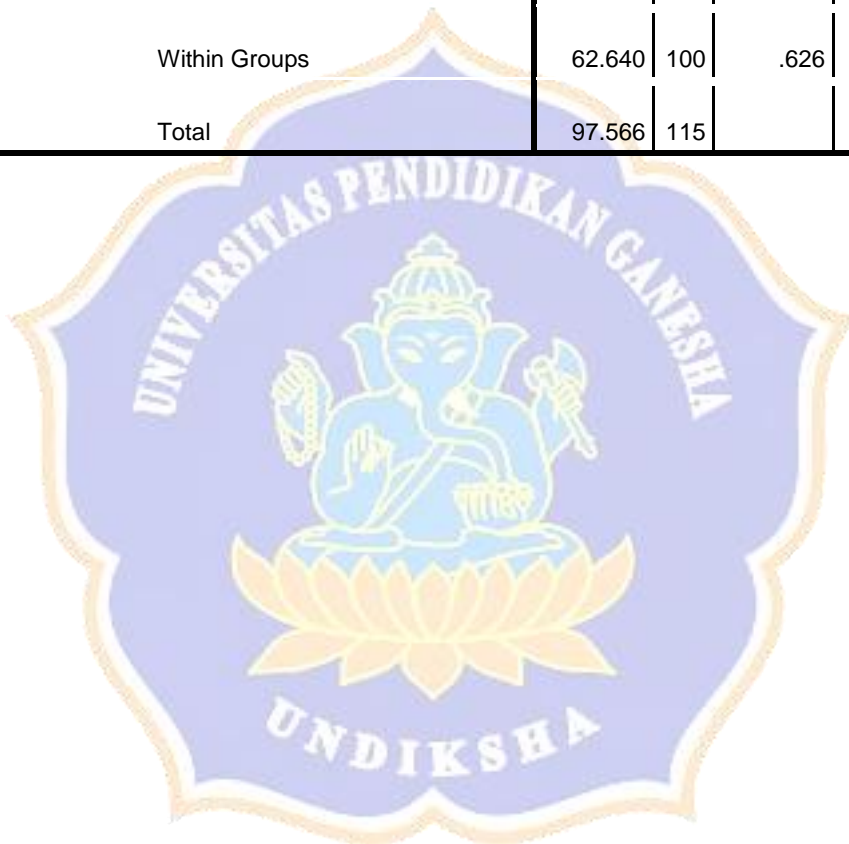 Within Groups 62.640 100 .626
Total 97.566 115
UNIVERSITAS PENDIDIKAN GANESHA
UNDIKSHA